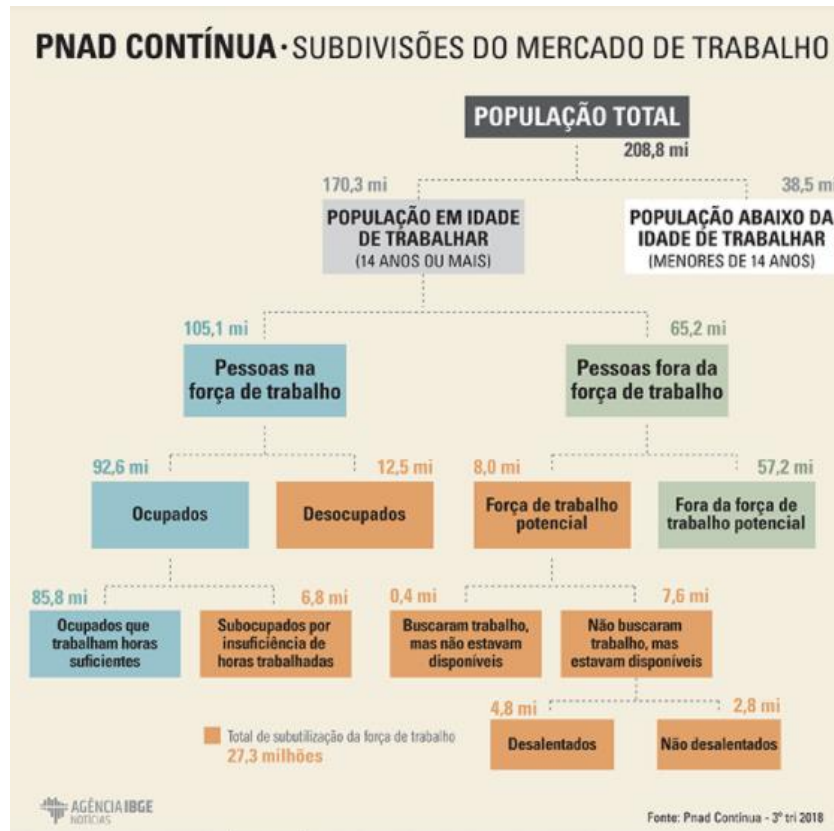 PNAD CONTÍNUA · SUBDIVISÕES DO MERCADO DE TRABALHO
POPULAÇÃO TOTAL
208,8 mi
170,3 mi
POPULAÇÃO EM IDADE
DE TRABALHAR
(14 ANOS OU MAIS)
38,5 mi
POPULAÇÃO ABAIXO DA
IDADE DE TRABALHAR
(MENORES DE 14 ANOS)
105,1 mi
Pessoas na
força de trabalho
65,2 mi
Pessoas fora da
força de trabalho
92,6 mi
Ocupados
12,5 mi
Desocupados
8,0 mi
Força de trabalho
potencial
57,2 mi
Fora da força de
trabalho potencial
85,8 mi
Ocupados que
trabalham horas
suficientes
6,8 mi
Subocupados por
insuficiência de
horas trabalhadas
0,4 mi
Buscaram trabalho,
mas não estavam
disponíveis
7,6 mi
Não buscaram
trabalho, mas
estavam disponíveis
4,8 mi
Desalentados
2,8 mi
Não desalentados
Total de subutilização da força de trabalho
27,3 milhões
AGÊNCIA IBGE
NOTÍCIAS
Fonte: Pnad Contínua - 3º tri 2018